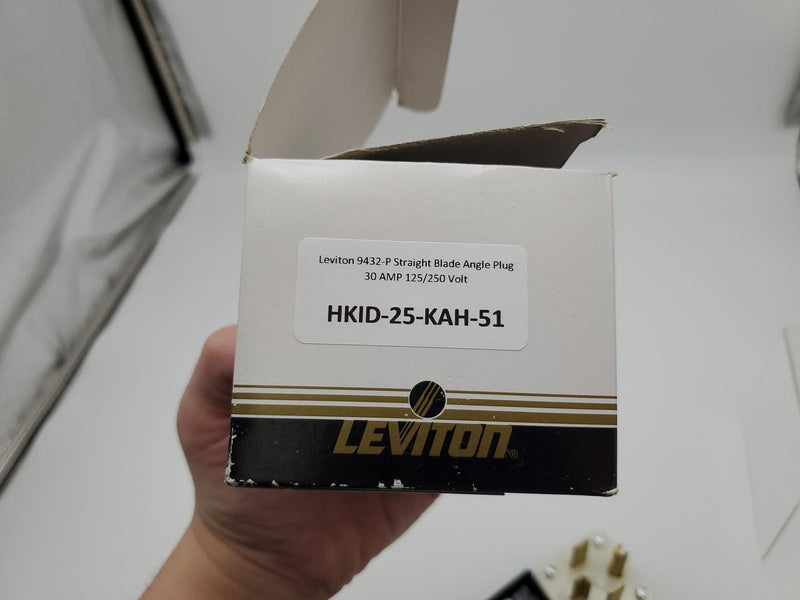 Leviton 9432-P Straight Blade Angle Plug
30 AMP 125/250 Volt
HKID-25-KAH-51
LEVITON®